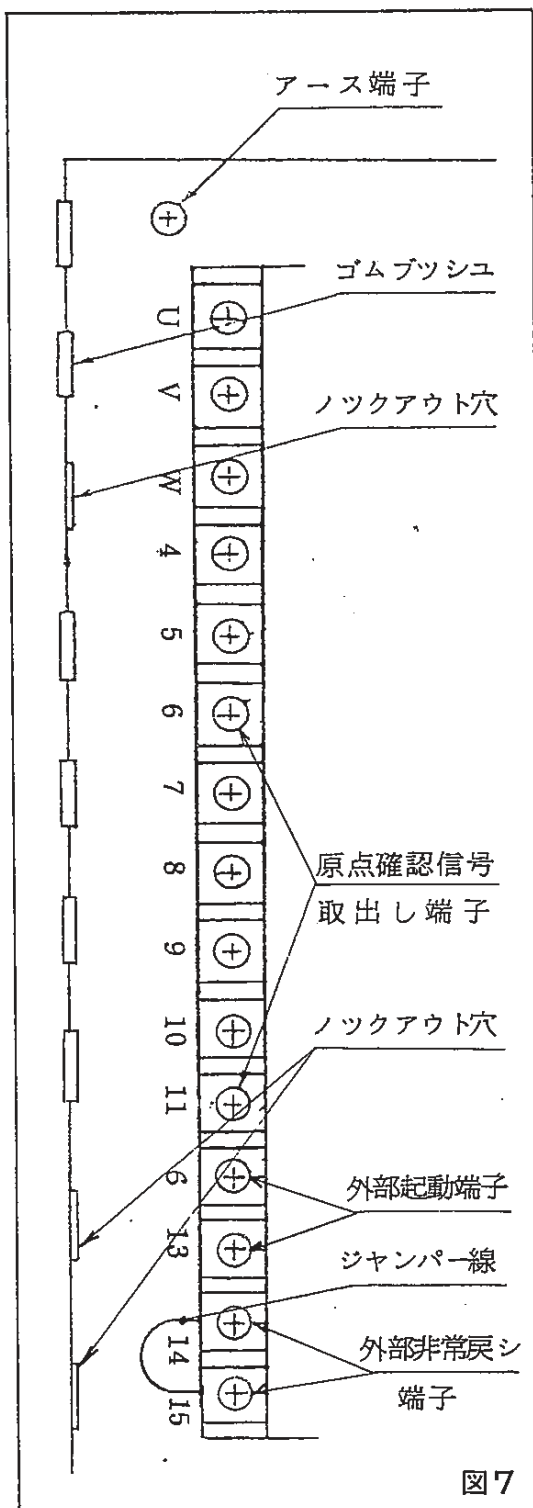 アース端子
ゴムブツシユ
U
V
ノツクアウト穴
W
4
5
6
7
原点確認信号
取出し端子
8
9
10
ノツクアウト穴
11
6
外部起動端子
13
ジャンパー線
14
外部非常戻シ
端子
15
図7